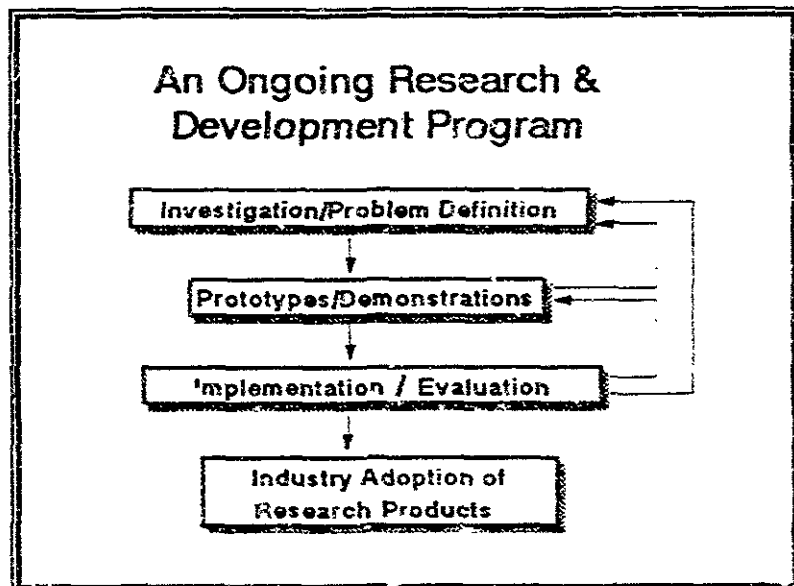 An Ongoing Research &
Development Program
Investigation/Problem Definition
Prototypes/Demonstrations
Implementation / Evaluation
Industry Adoption of
Research Products